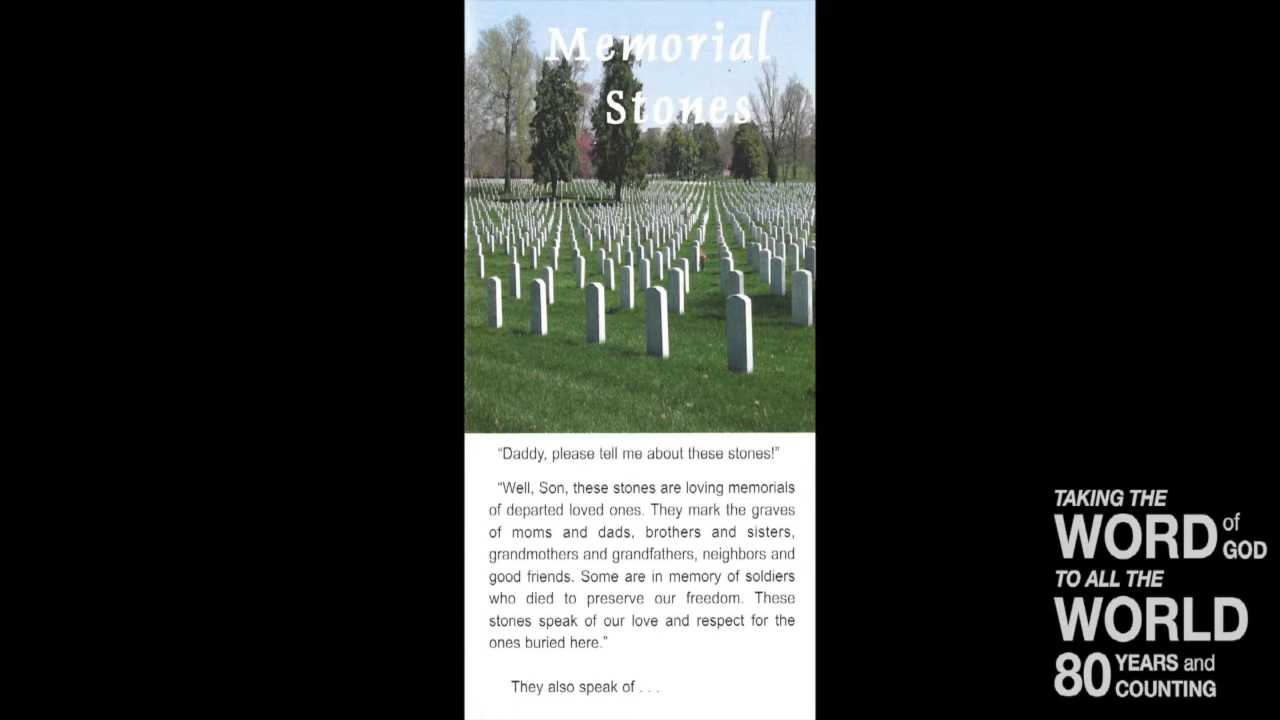 Memorial
Stones
“Daddy, please tell me about these stones!”
“Well, Son, these stones are loving memorials
of departed loved ones. They mark the graves
of moms and dads, brothers and sisters,
grandmothers and grandfathers, neighbors and
good friends. Some are in memory of soldiers
who died to preserve our freedom. These
stones speak of our love and respect for the
ones buried here.”
They also speak of . . .
TAKING THE
WORD of GOD
TO ALL THE
WORLD
80 YEARS and
COUNTING